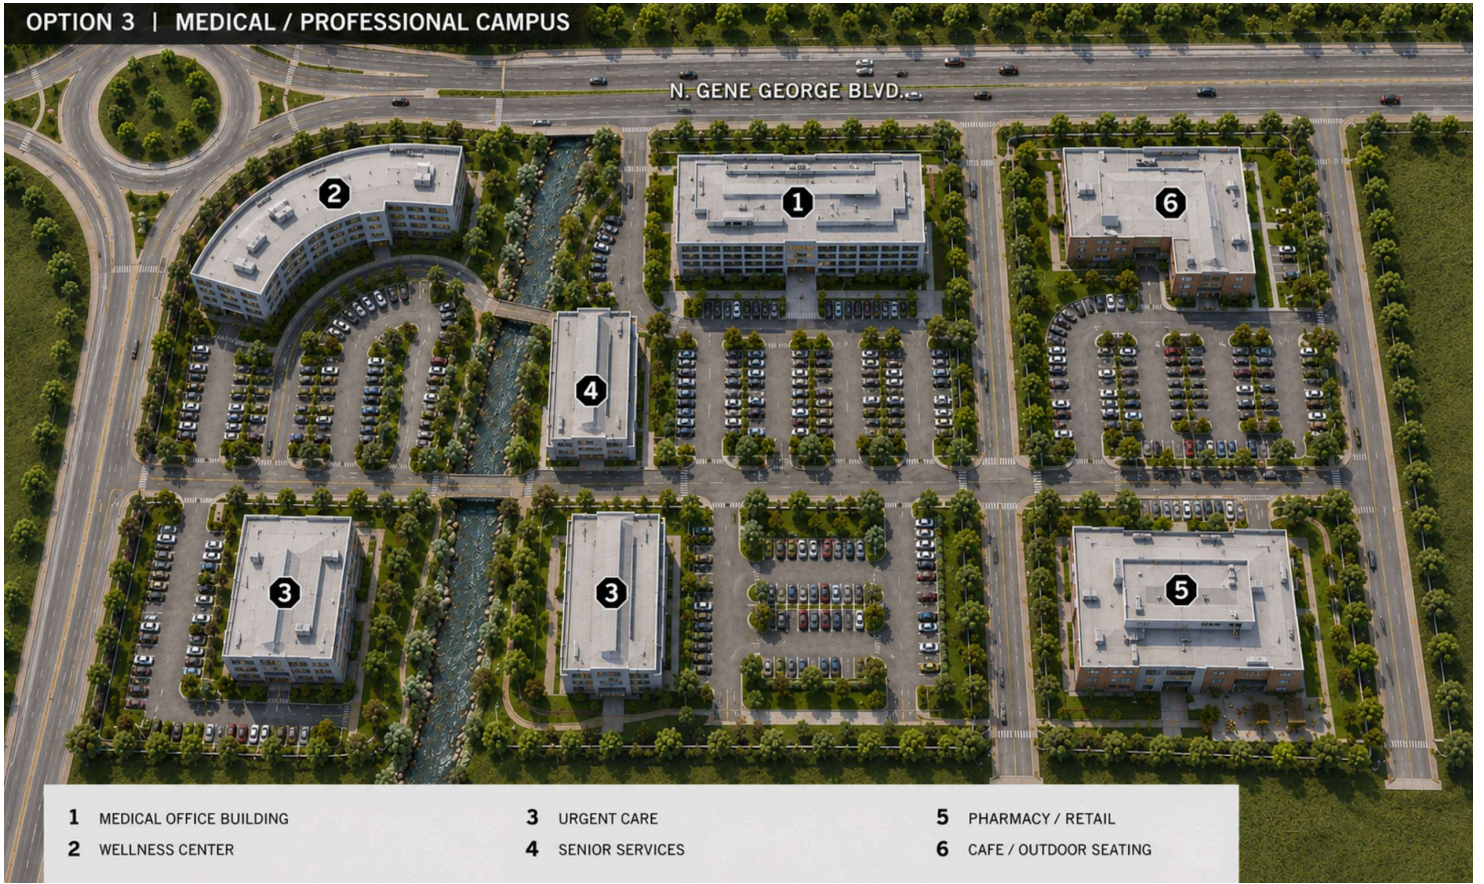 OPTION 3 | MEDICAL / PROFESSIONAL CAMPUS
N. GENE GEORGE BLVD.
2
1
6
4
3
3
5
1 MEDICAL OFFICE BUILDING
2 WELLNESS CENTER
3 URGENT CARE
4 SENIOR SERVICES
5 PHARMACY / RETAIL
6 CAFE / OUTDOOR SEATING